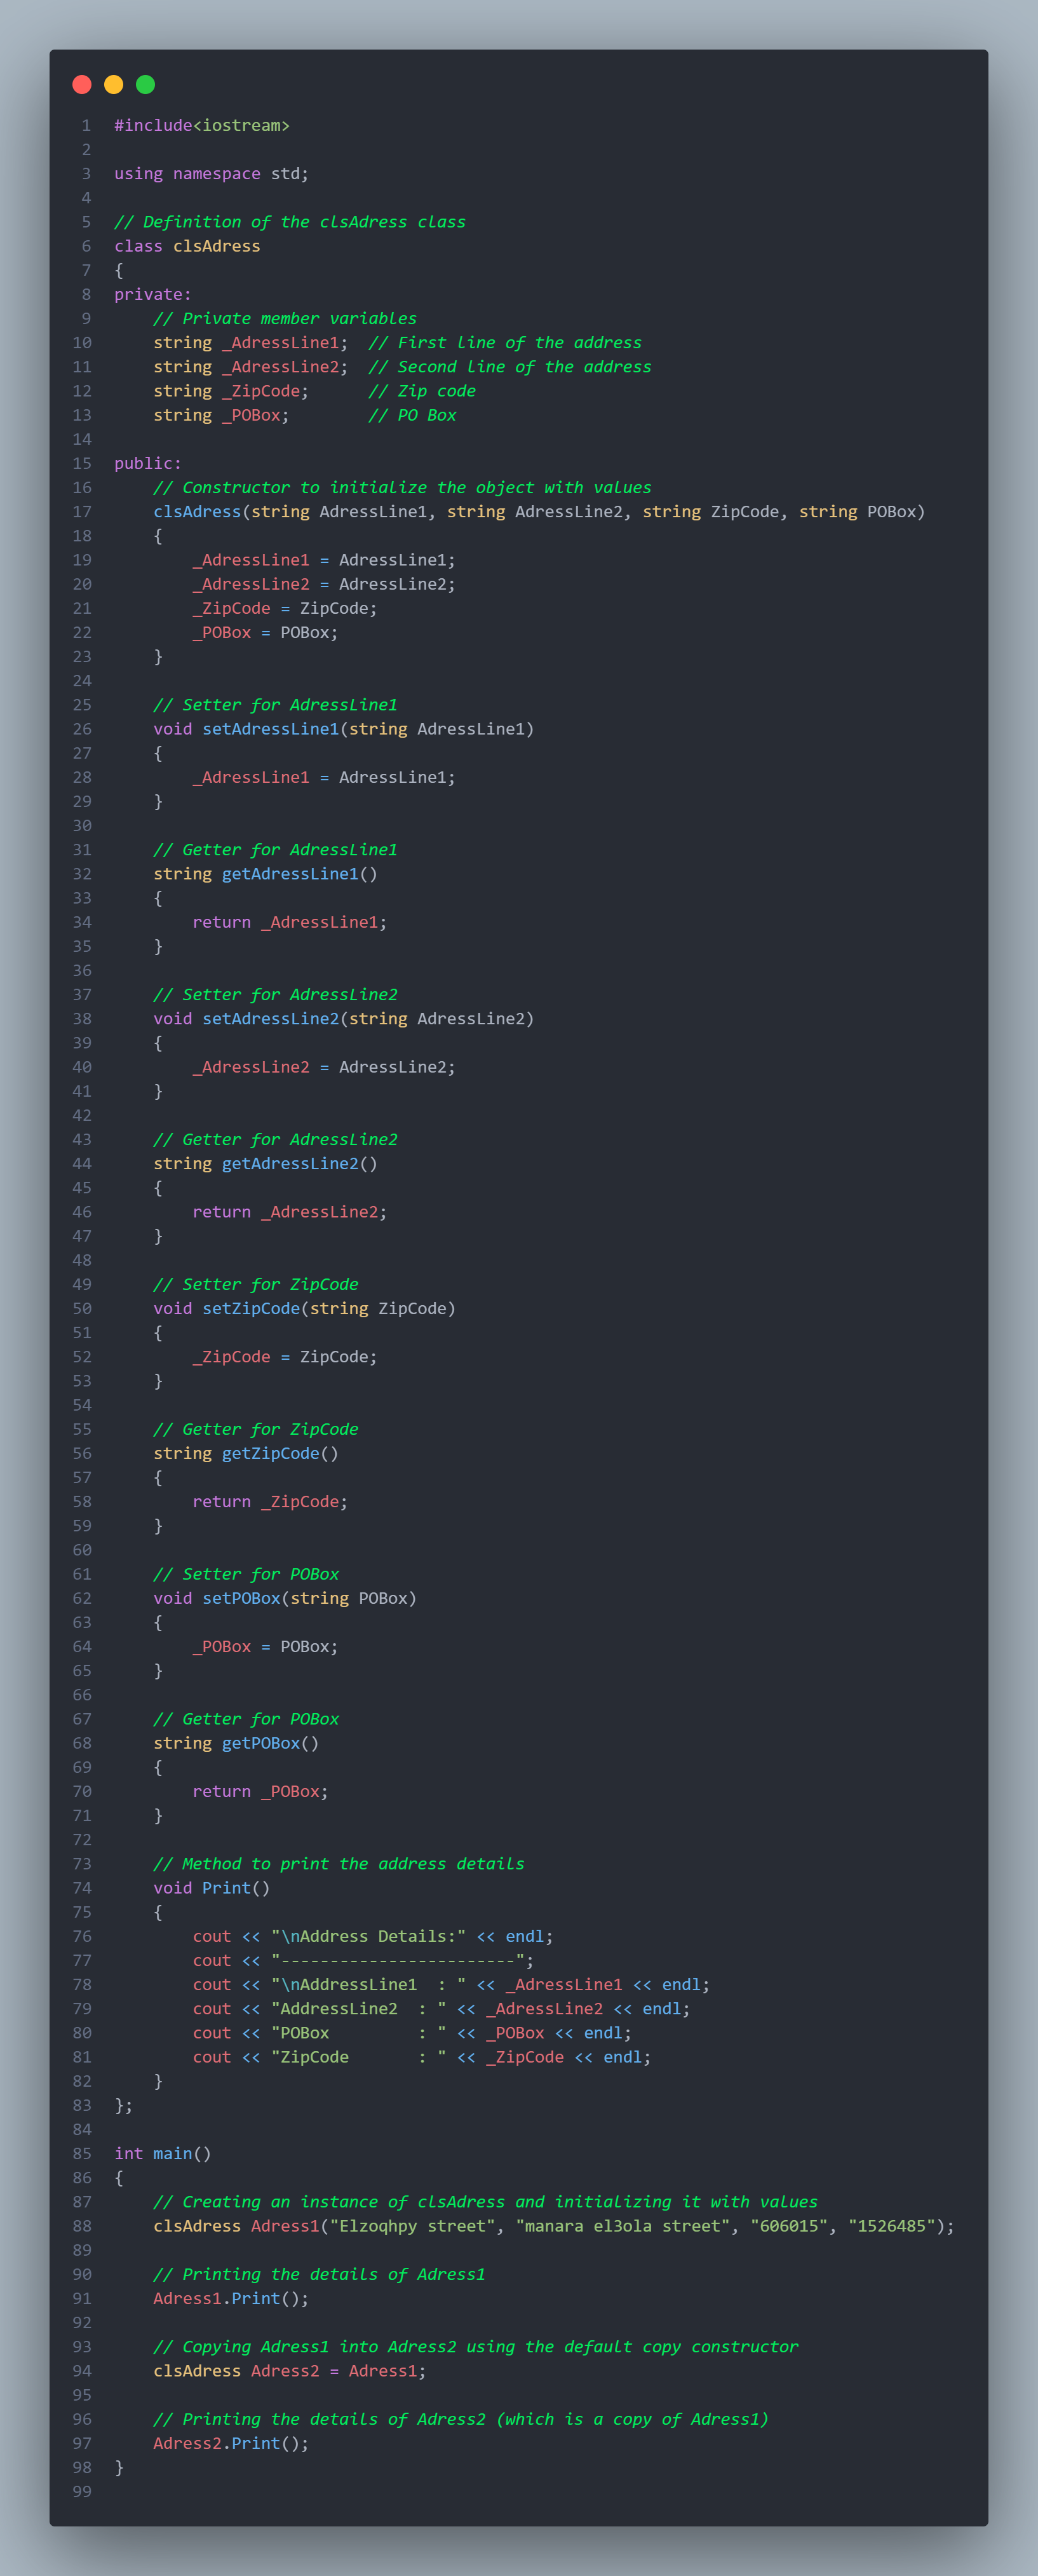 1 #include<iostream>
2
3 using namespace std;
4
5 // Definition of the clsAdress class
6 class clsAdress
7 {
8 private:
9     // Private member variables
10     string _AdressLine1;  // First line of the address
11     string _AdressLine2;  // Second line of the address
12     string _ZipCode;      // Zip code
13     string _POBox;        // PO Box
14
15 public:
16     // Constructor to initialize the object with values
17     clsAdress(string AdressLine1, string AdressLine2, string ZipCode, string POBox)
18     {
19         _AdressLine1 = AdressLine1;
20         _AdressLine2 = AdressLine2;
21         _ZipCode = ZipCode;
22         _POBox = POBox;
23     }
24
25     // Setter for AdressLine1
26     void setAdressLine1(string AdressLine1)
27     {
28         _AdressLine1 = AdressLine1;
29     }
30
31     // Getter for AdressLine1
32     string getAdressLine1()
33     {
34         return _AdressLine1;
35     }
36
37     // Setter for AdressLine2
38     void setAdressLine2(string AdressLine2)
39     {
40         _AdressLine2 = AdressLine2;
41     }
42
43     // Getter for AdressLine2
44     string getAdressLine2()
45     {
46         return _AdressLine2;
47     }
48
49     // Setter for ZipCode
50     void setZipCode(string ZipCode)
51     {
52         _ZipCode = ZipCode;
53     }
54
55     // Getter for ZipCode
56     string getZipCode()
57     {
58         return _ZipCode;
59     }
60
61     // Setter for POBox
62     void setPOBox(string POBox)
63     {
64         _POBox = POBox;
65     }
66
67     // Getter for POBox
68     string getPOBox()
69     {
70         return _POBox;
71     }
72
73     // Method to print the address details
74     void Print()
75     {
76         cout << "\nAddress Details:" << endl;
77         cout << "------------------------";
78         cout << "\nAddressLine1  : " << _AdressLine1 << endl;
79         cout << "AddressLine2  : " << _AdressLine2 << endl;
80         cout << "POBox         : " << _POBox << endl;
81         cout << "ZipCode       : " << _ZipCode << endl;
82     }
83 };
84
85 int main()
86 {
87     // Creating an instance of clsAdress and initializing it with values
88     clsAdress Adress1("Elzoqhpy street", "manara el3ola street", "606015", "1526485");
89
90     // Printing the details of Adress1
91     Adress1.Print();
92
93     // Copying Adress1 into Adress2 using the default copy constructor
94     clsAdress Adress2 = Adress1;
95
96     // Printing the details of Adress2 (which is a copy of Adress1)
97     Adress2.Print();
98 }
99